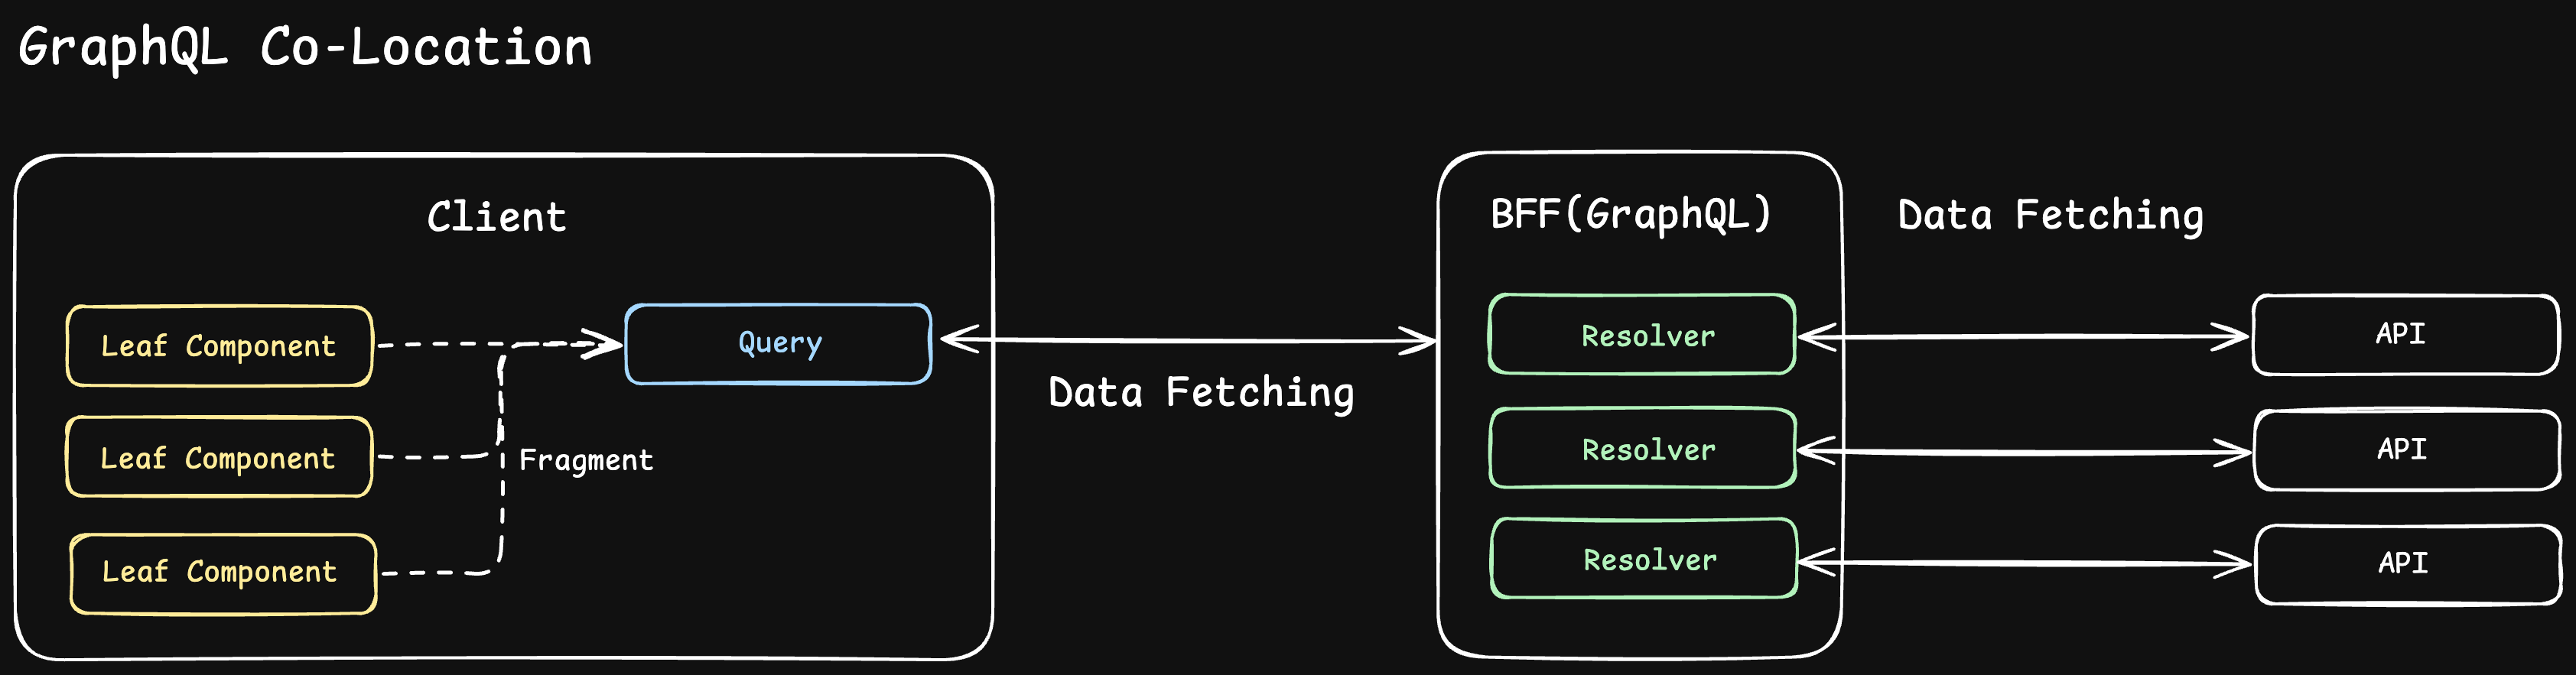 GraphQL Co-Location
Client
Leaf Component
Leaf Component
Leaf Component
Fragment
Query
Data Fetching
BFF(GraphQL)
Resolver
Resolver
Resolver
Data Fetching
API
API
API